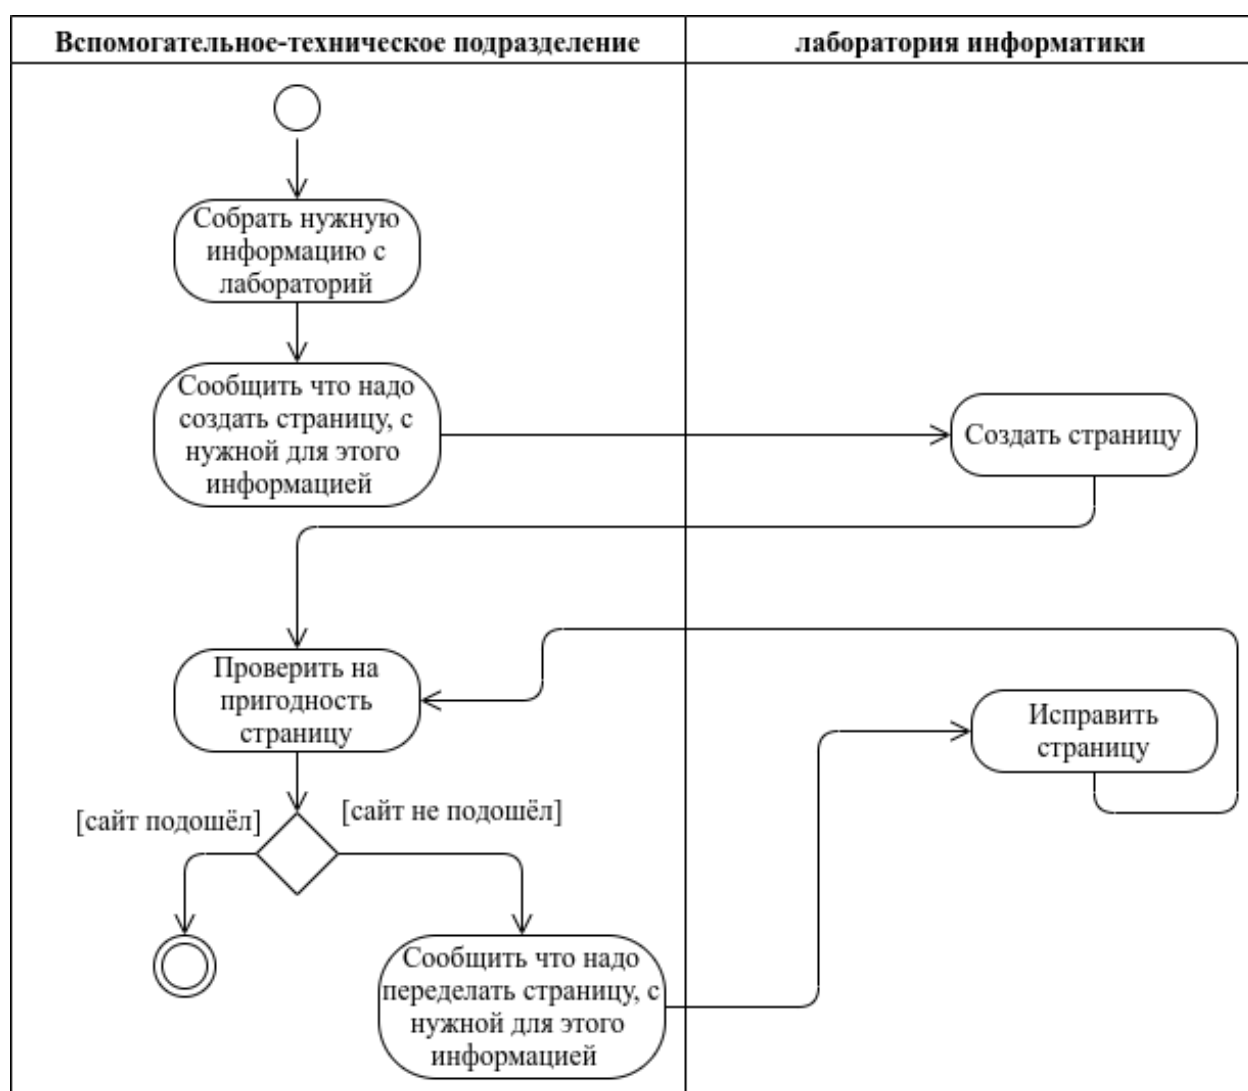 Вспомогательное-техническое подразделение
лаборатория информатики
Собрать нужную
информацию с
лабораторий
Сообщить что надо
создать страницу, с
нужной для этого
информацией
Создать страницу
Проверить на
пригодность
страницу
Исправить
страницу
[сайт подошёл]
[сайт не подошёл]
Сообщить что надо
переделать страницу, с
нужной для этого
информацией